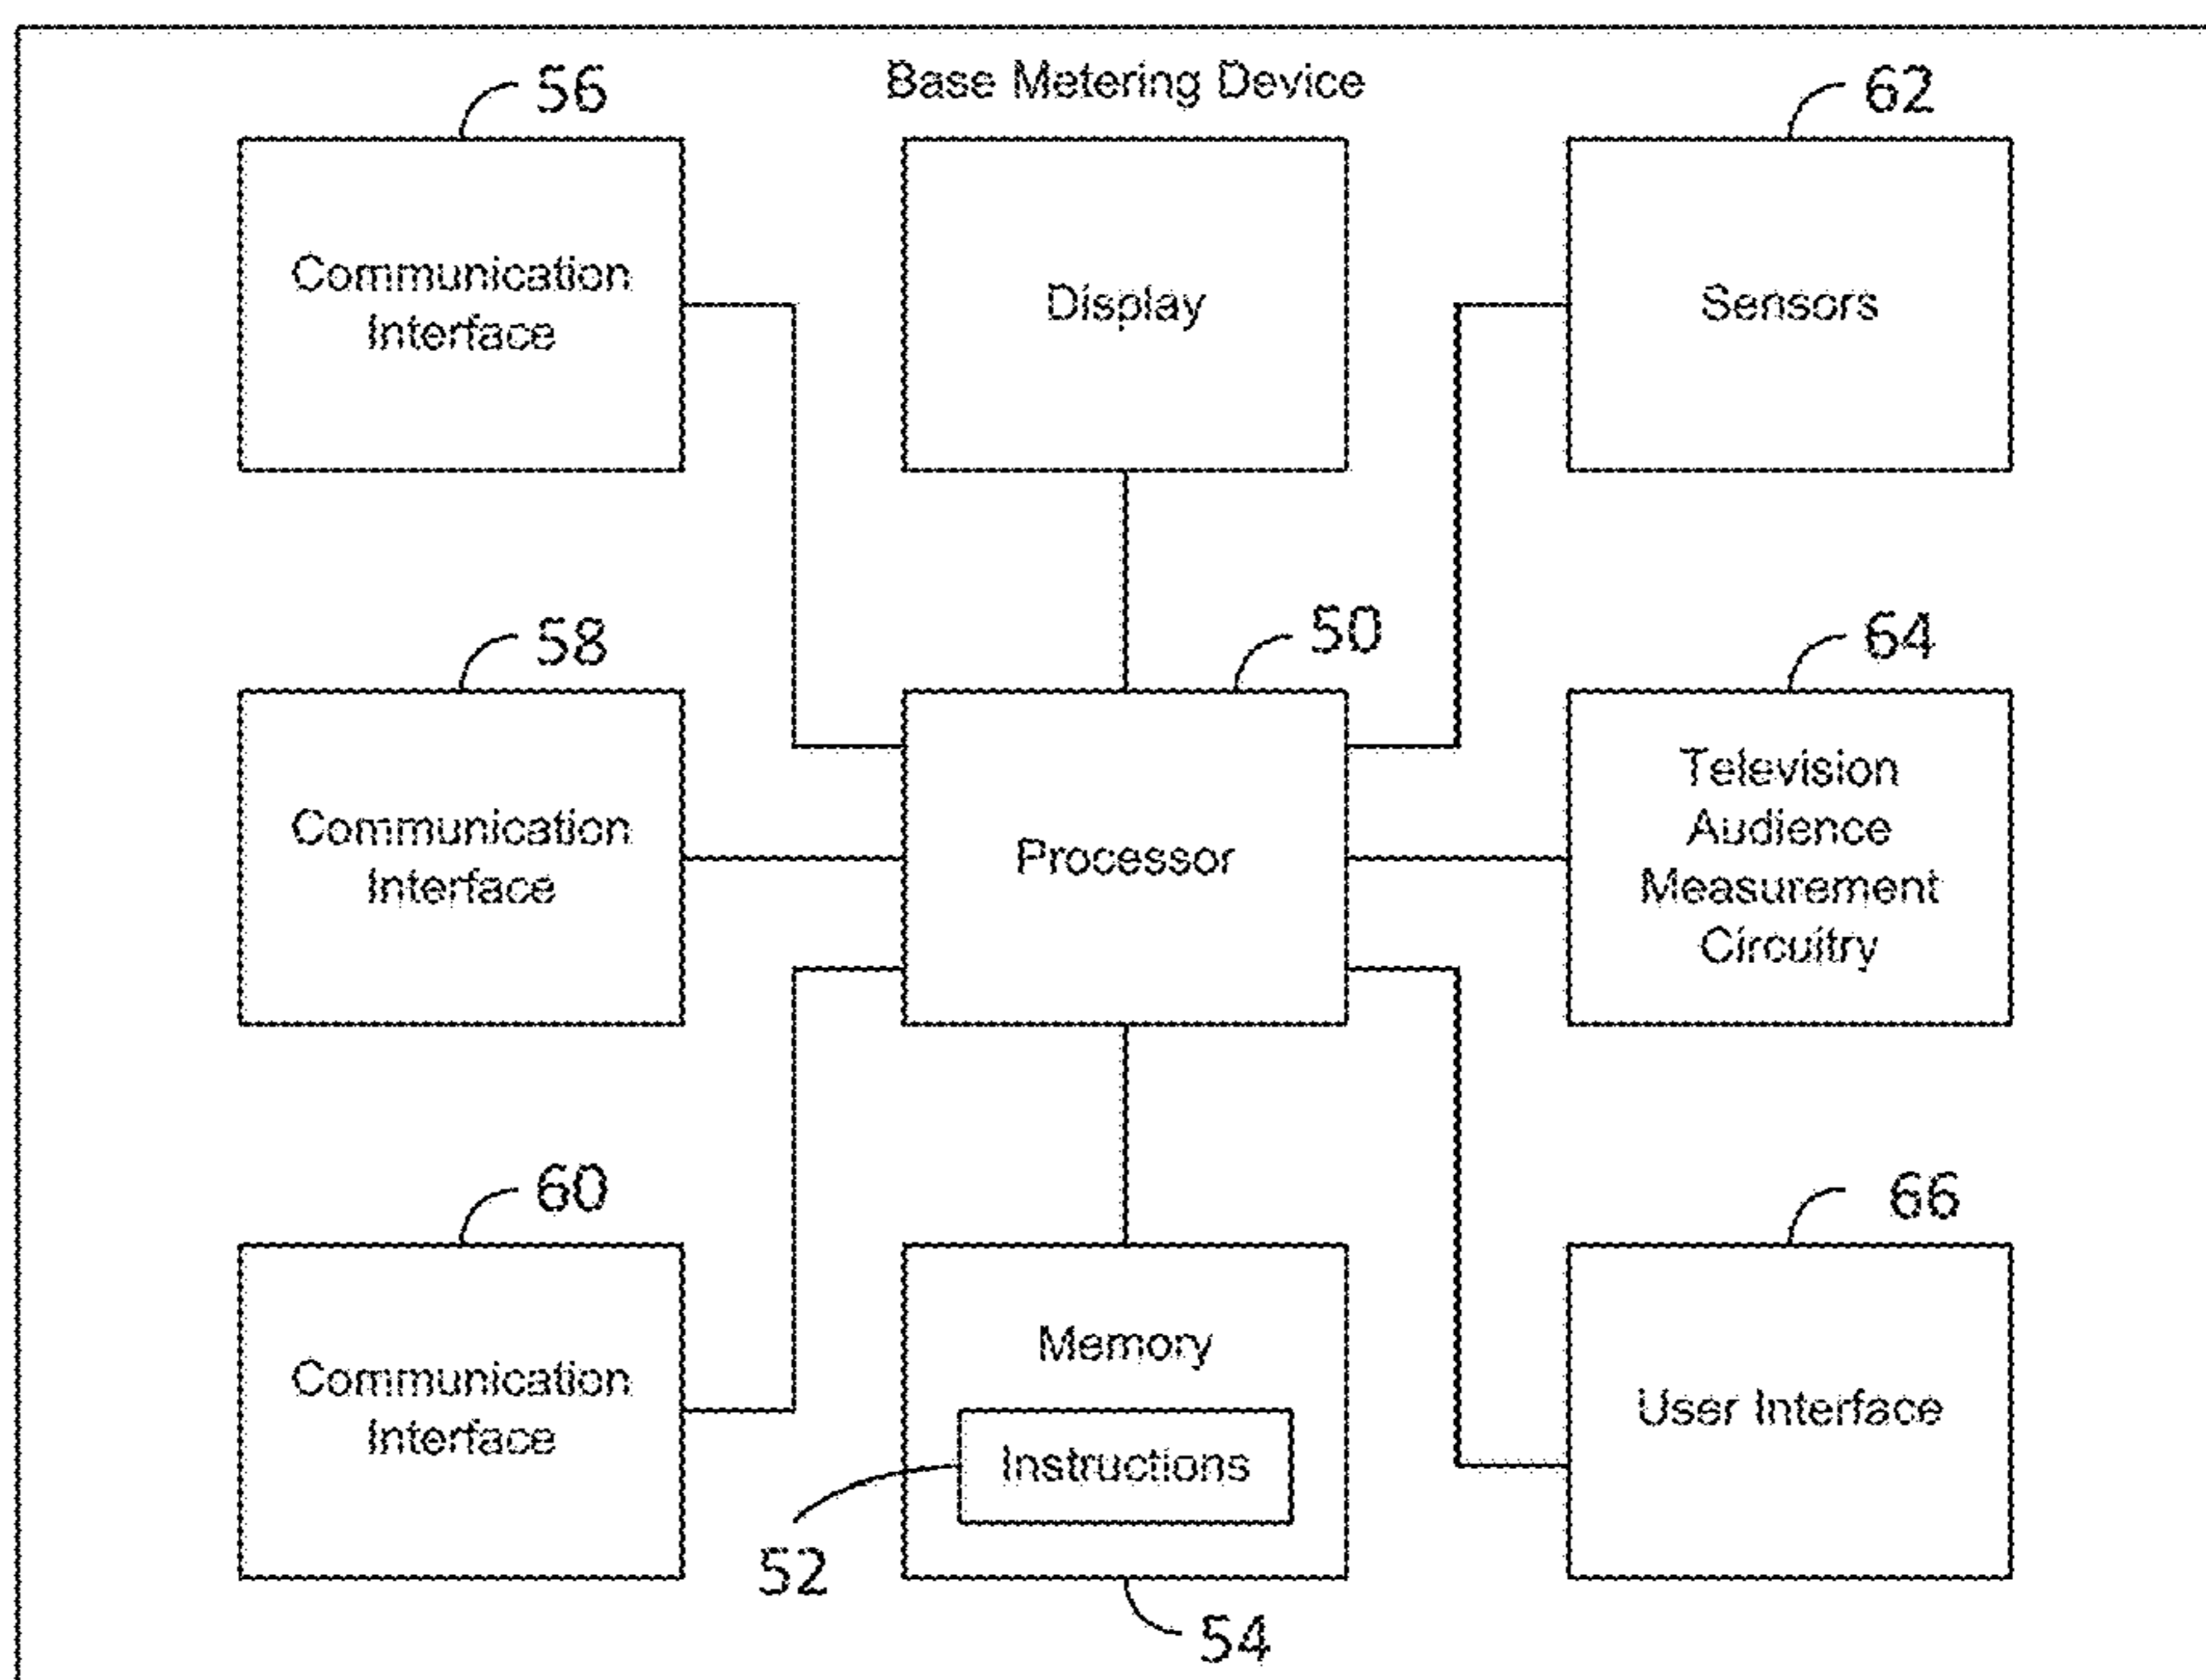 Base Metering Device
56
62
Communication
Interface
Display
Sensors
58
50
64
Communication
Interface
Processor
Television
Audience
Measurement
Circuitry
60
66
Communication
Interface
Memory
Instructions
User Interface
52
54